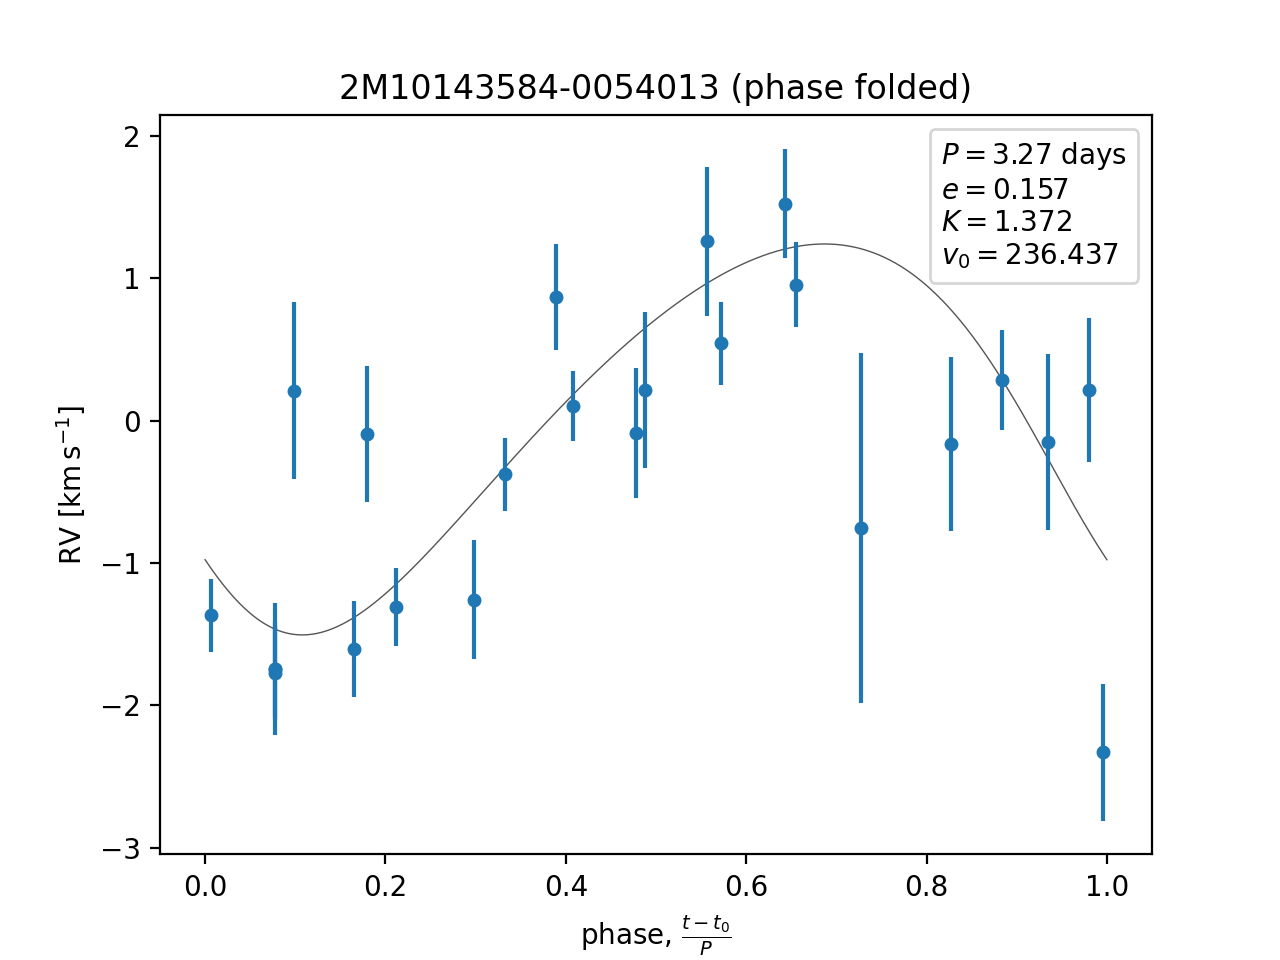 2M10143584-0054013 (phase folded)
P = 3.27 days
e = 0.157
K = 1.372
v₀ = 236.437
2
1
0
−1
−2
−3
RV [km s⁻¹]
0.0 0.2 0.4 0.6 0.8 1.0
phase, (t − t₀)/P